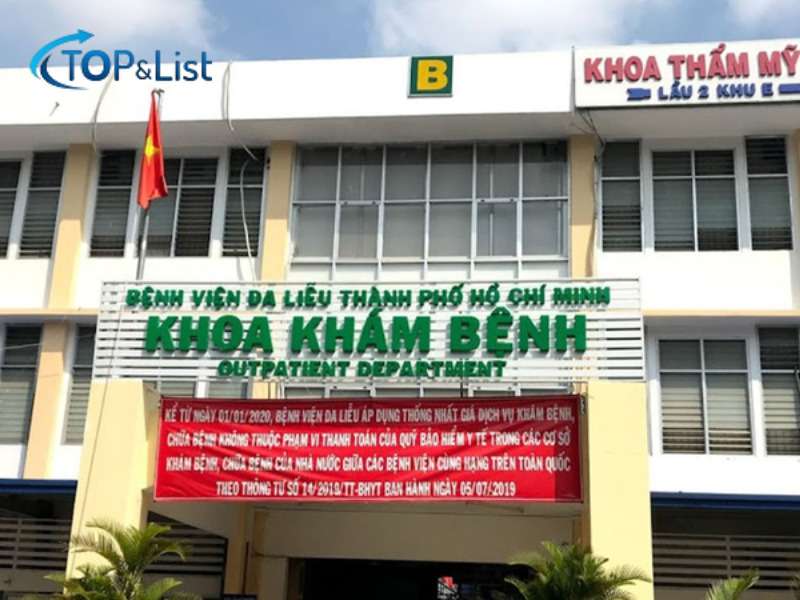 TOP&List
B
KHOA THẨM MỸ
LẦU 2 KHU E
BỆNH VIỆN DA LIỄU THÀNH PHỐ HỒ CHÍ MINH
KHOA KHÁM BỆNH
OUTPATIENT DEPARTMENT
KỂ TỪ NGÀY 01/01/2020, BỆNH VIỆN DA LIỄU ÁP DỤNG THỐNG NHẤT GIÁ DỊCH VỤ KHÁM BỆNH,
CHỮA BỆNH KHÔNG THUỘC PHẠM VI THANH TOÁN CỦA QUỸ BẢO HIỂM Y TẾ TRONG CÁC CƠ SỞ
KHÁM BỆNH, CHỮA BỆNH CỦA NHÀ NƯỚC GIỮA CÁC BỆNH VIỆN CÙNG HẠNG TRÊN TOÀN QUỐC
THEO THÔNG TƯ SỐ 14/2019/TT-BHYT BAN HÀNH NGÀY 05/07/2019